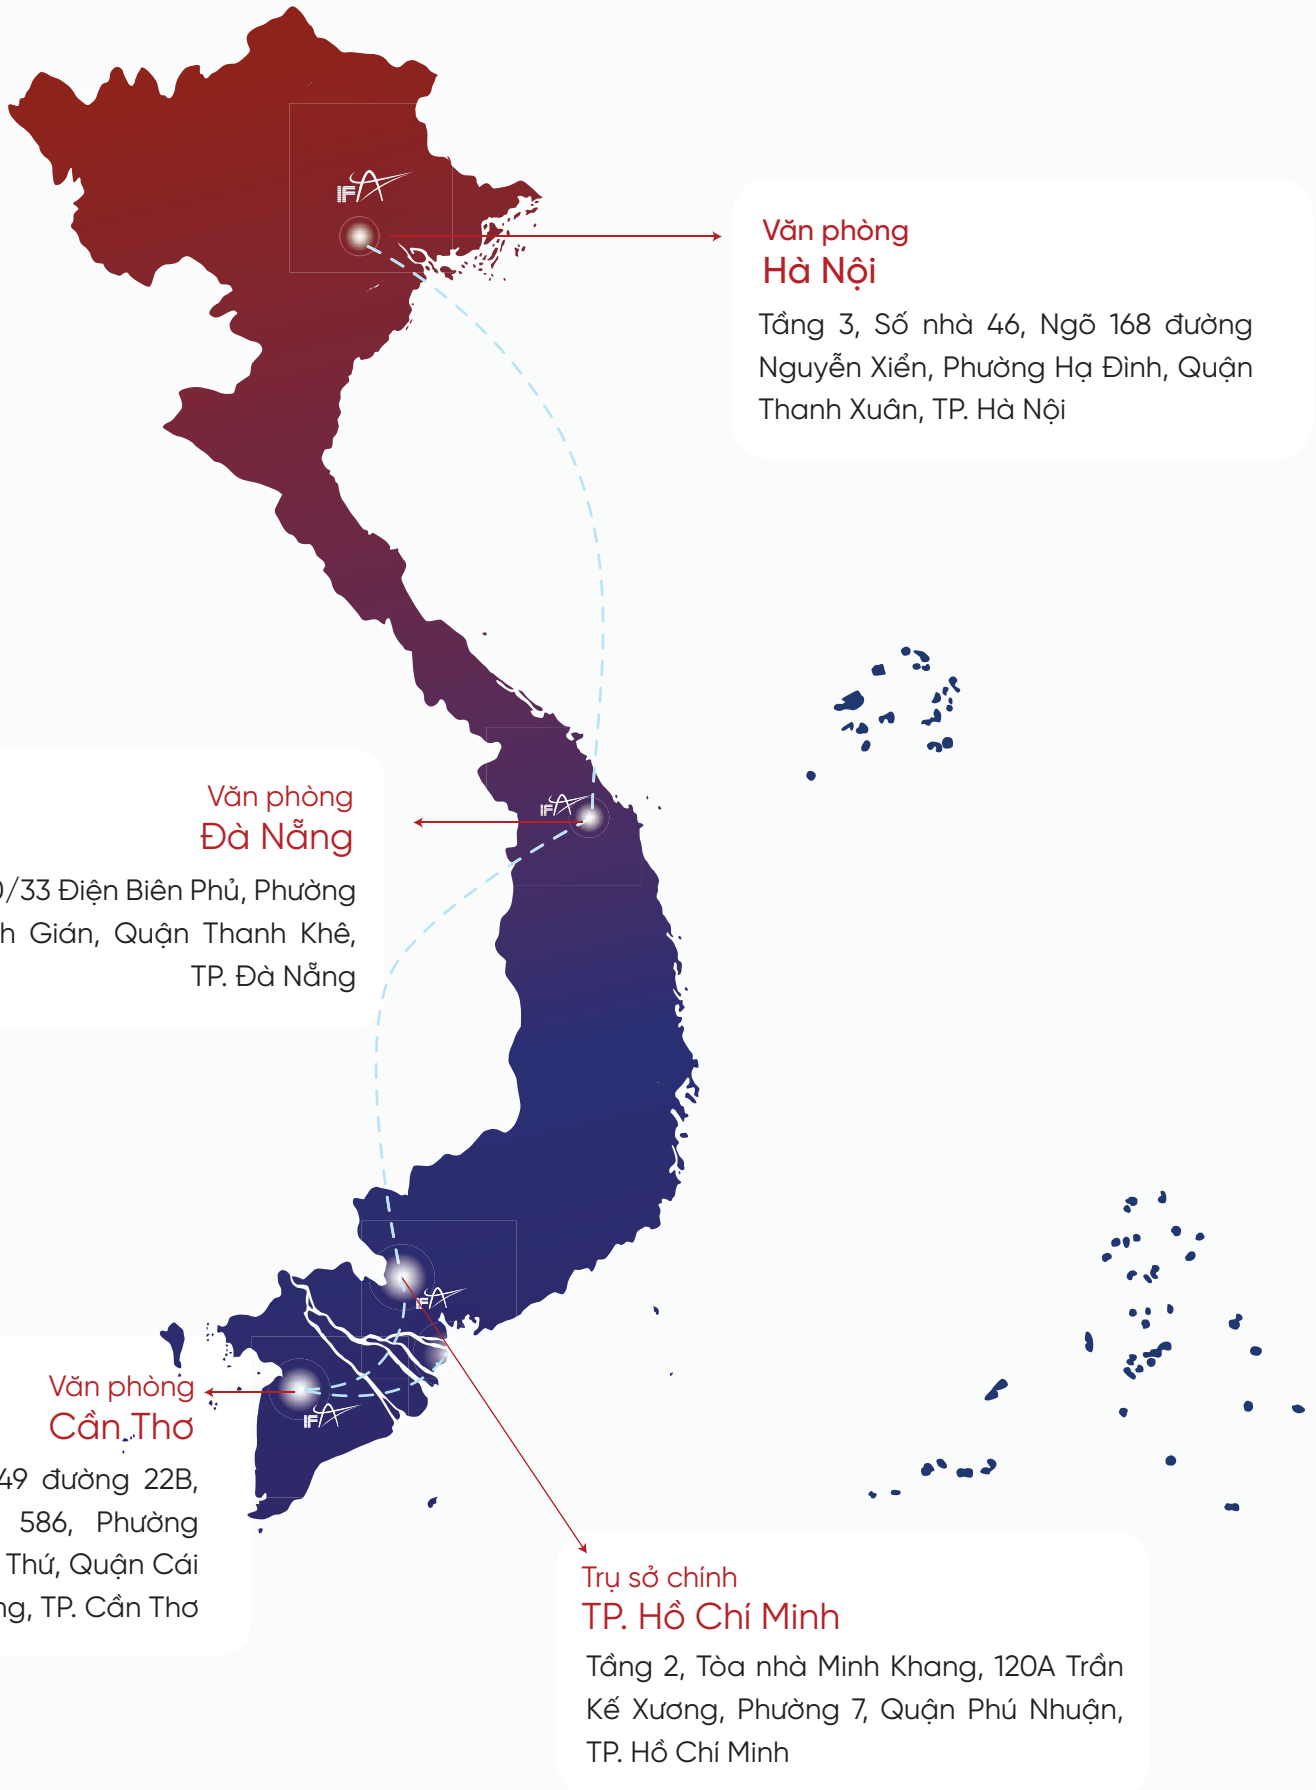 IFA
Văn phòng
Hà Nội
Tầng 3, Số nhà 46, Ngõ 168 đường
Nguyễn Xiển, Phường Hạ Đình, Quận
Thanh Xuân, TP. Hà Nội
Văn phòng
Đà Nẵng
IFA
0/33 Điện Biên Phủ, Phường
h Gián, Quận Thanh Khê,
TP. Đà Nẵng
IFA
Văn phòng
Cần Thơ
IFA
49 đường 22B,
586, Phường
Thứ, Quận Cái
ng, TP. Cần Thơ
Trụ sở chính
TP. Hồ Chí Minh
Tầng 2, Tòa nhà Minh Khang, 120A Trần
Kế Xương, Phường 7, Quận Phú Nhuận,
TP. Hồ Chí Minh